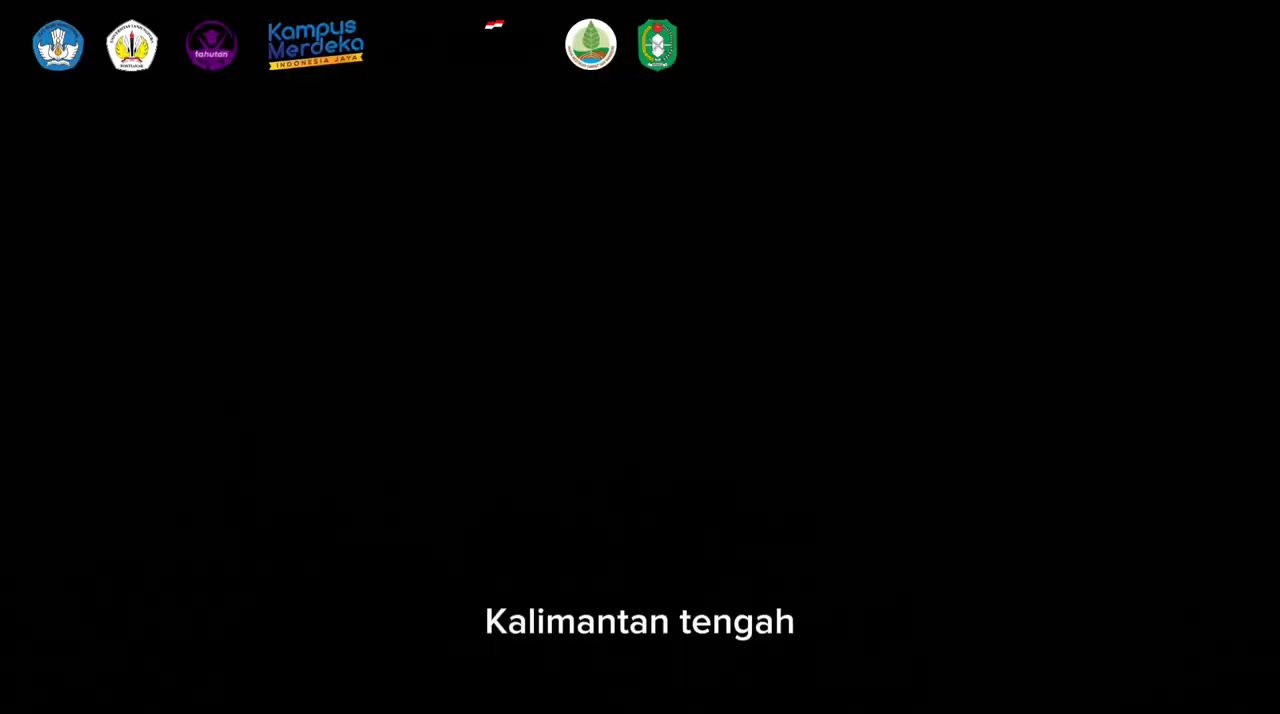 fahutan
Kampus
Merdeka
INDONESIA JAYA
Kalimantan tengah